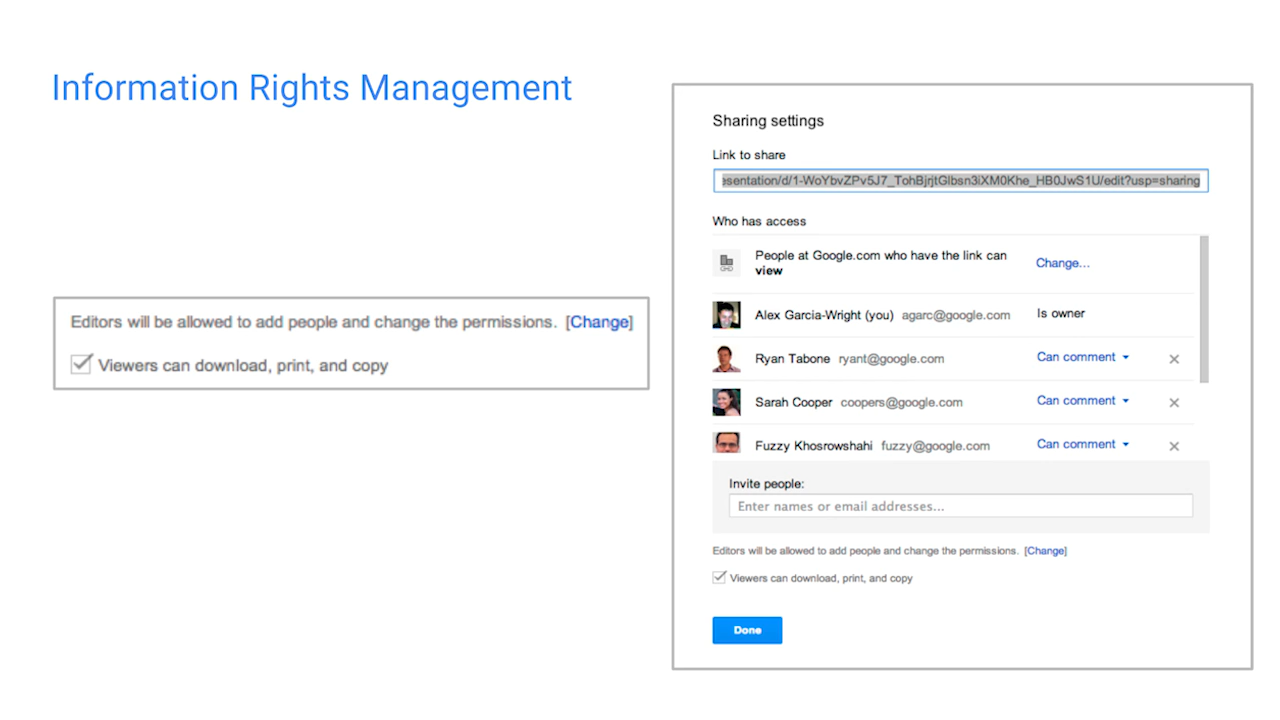 Information Rights Management
Editors will be allowed to add people and change the permissions. [Change]
Viewers can download, print, and copy
Sharing settings
Link to share
esentation/d/1-WoYbvZPv5J7_TohBjrjtGlbsn3iXM0Khe_HB0JwS1U/edit?usp=sharing
Who has access
People at Google.com who have the link can
view
Change...
Alex Garcia-Wright (you) agarc@google.com Is owner
Ryan Tabone ryant@google.com Can comment
Sarah Cooper coopers@google.com Can comment
Fuzzy Khosrowshahi fuzzy@google.com Can comment
Invite people:
Enter names or email addresses...
Editors will be allowed to add people and change the permissions. [Change]
Viewers can download, print, and copy
Done